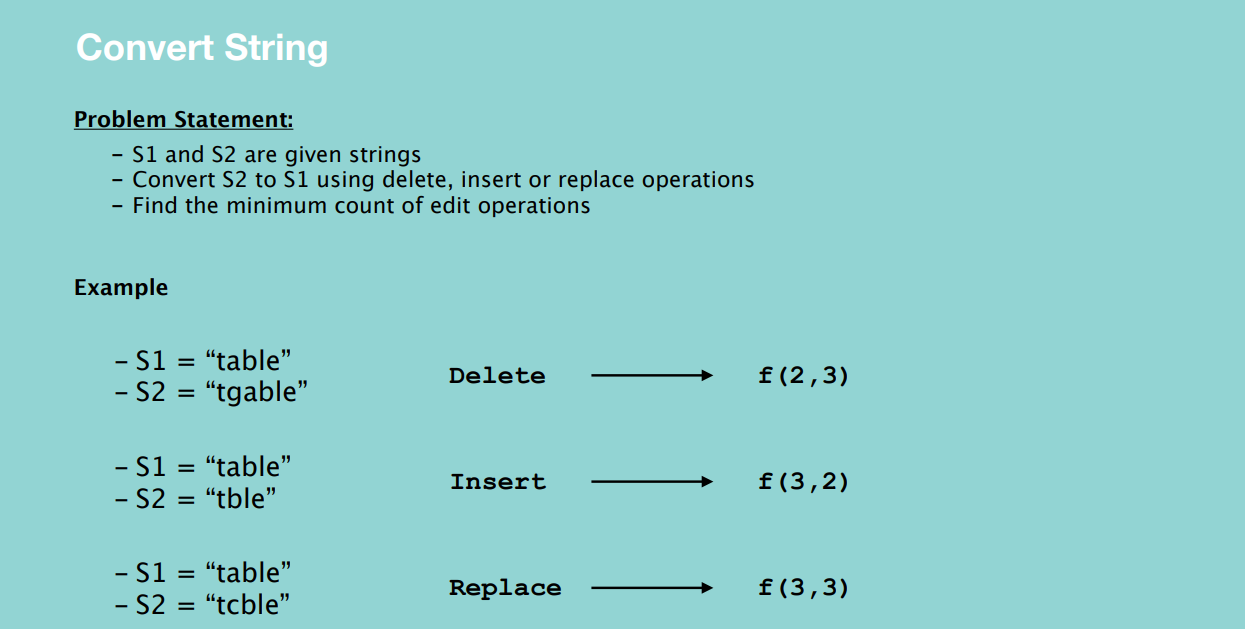 Convert String
Problem Statement:
– S1 and S2 are given strings
– Convert S2 to S1 using delete, insert or replace operations
– Find the minimum count of edit operations
Example
– S1 = “table”
– S2 = “tgable”
Delete f(2,3)
– S1 = “table”
– S2 = “tble”
Insert f(3,2)
– S1 = “table”
– S2 = “tcble”
Replace f(3,3)